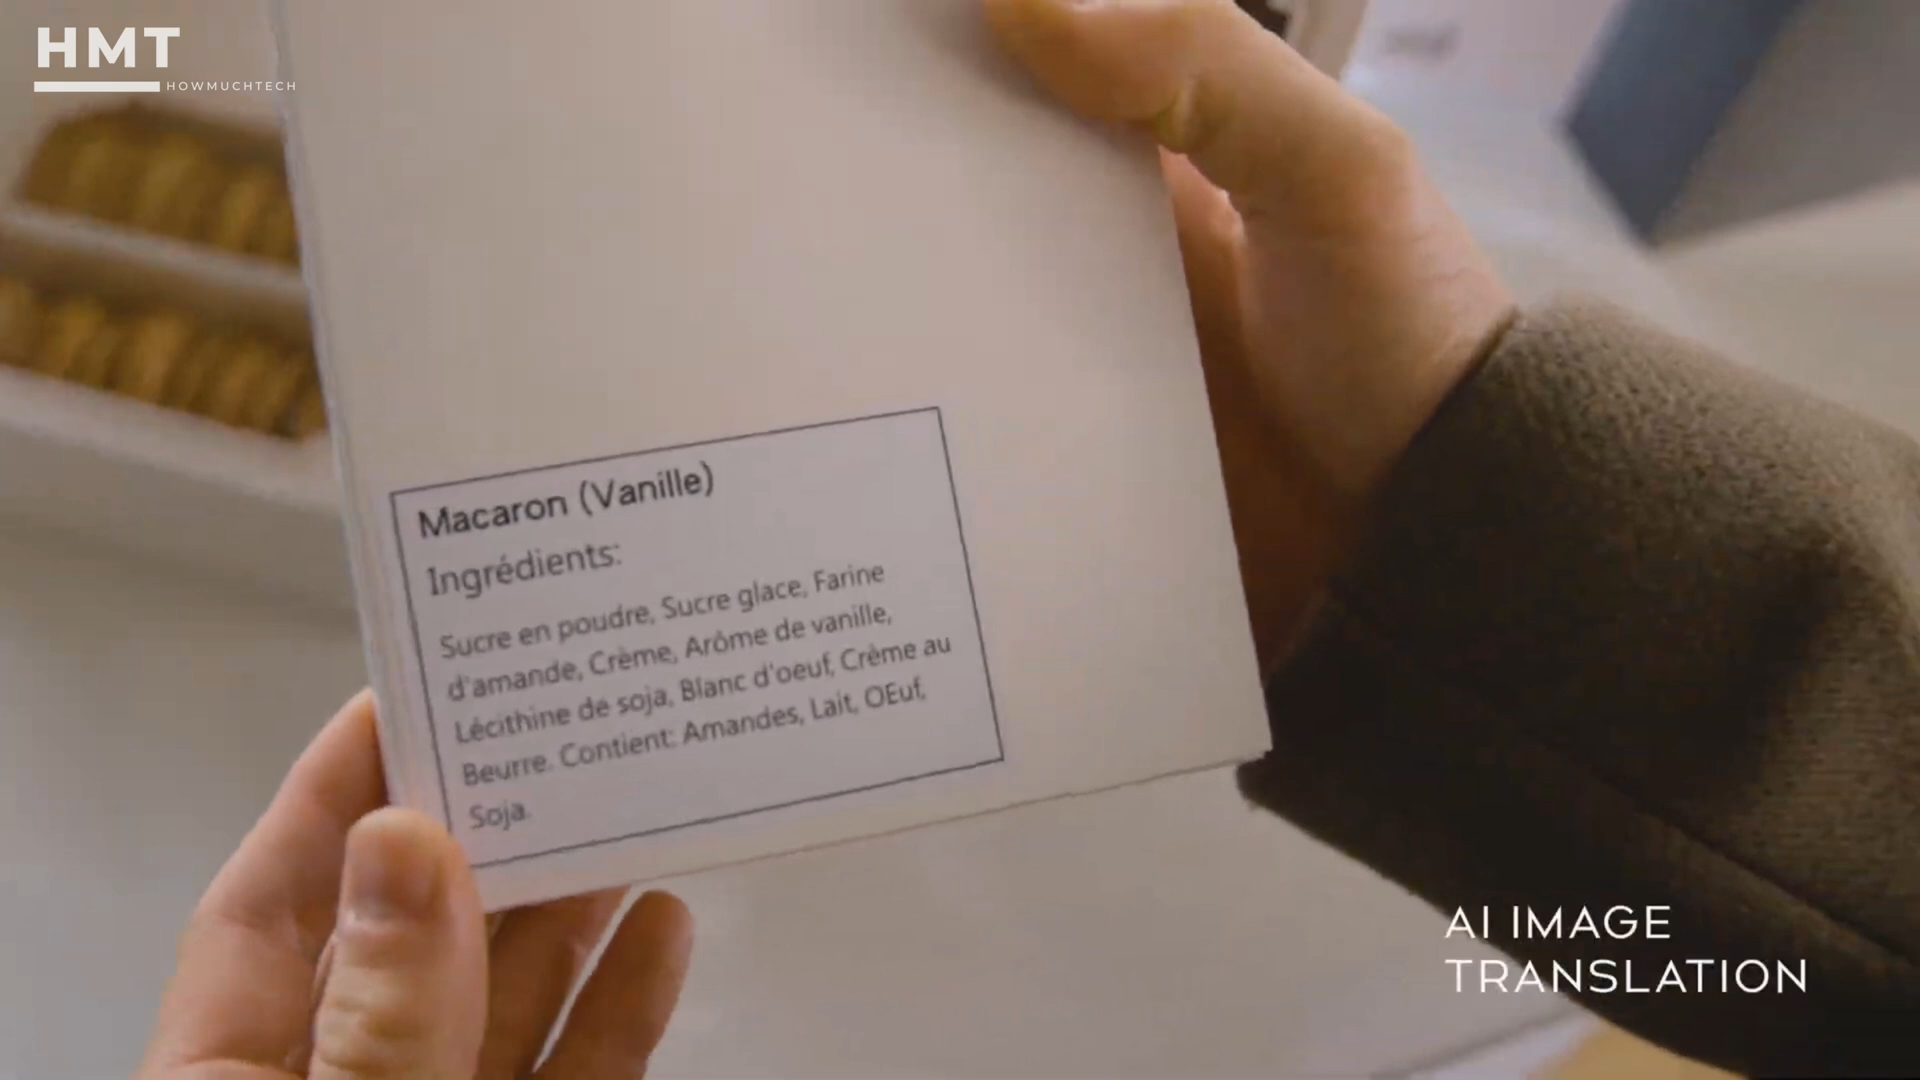 HMT
HOWMUCHTECH
Macaron (Vanille)
Ingrédients:
Sucre en poudre, Sucre glace, Farine
d'amande, Crème, Arôme de vanille,
Lécithine de soja, Blanc d'oeuf, Crème au
Beurre. Contient: Amandes, Lait, OEuf,
Soja.
AI IMAGE
TRANSLATION